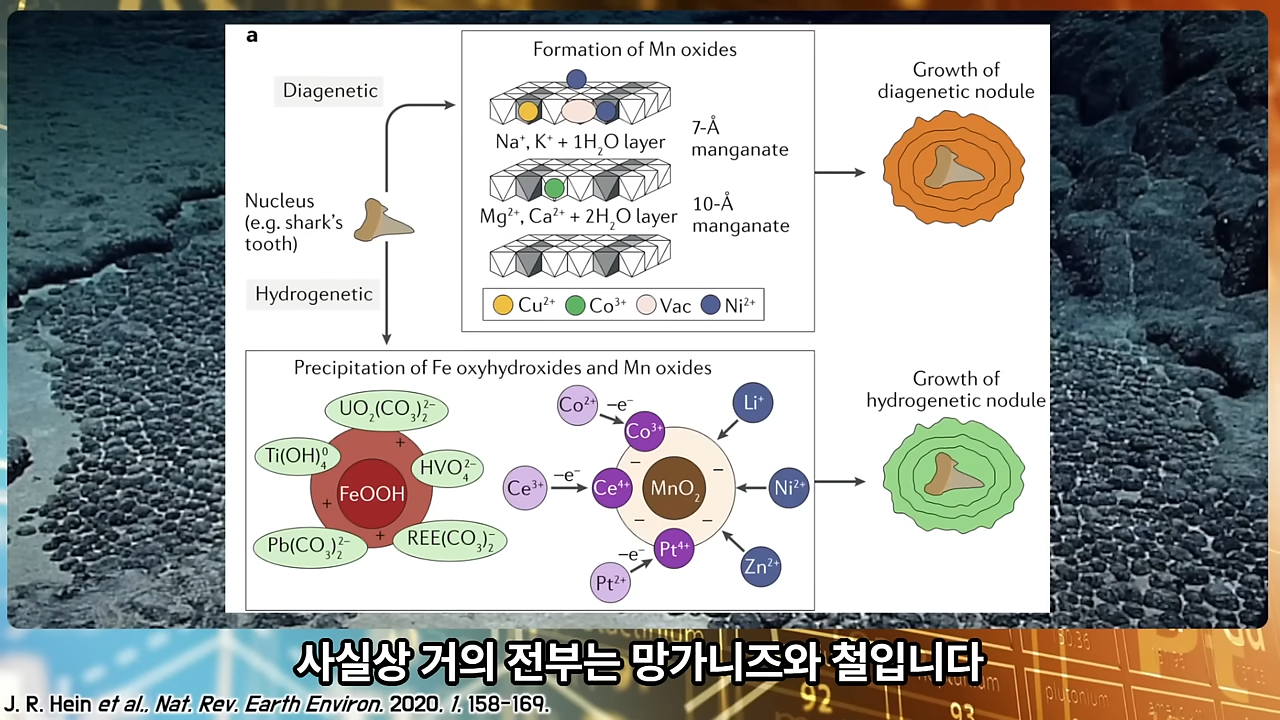 a
Formation of Mn oxides
Diagenetic
Growth of
diagenetic nodule
Na⁺, K⁺ + 1H₂O layer
7-Å
manganate
Nucleus
(e.g. shark's
tooth)
Mg²⁺, Ca²⁺ + 2H₂O layer
10-Å
manganate
Hydrogenetic
Cu²⁺ Co³⁺ Vac Ni²⁺
Precipitation of Fe oxyhydroxides and Mn oxides
Growth of
hydrogenetic nodule
UO₂(CO₃)₂²⁻
Ti(OH)₄⁰
HVO₄²⁻
FeOOH
Pb(CO₃)₂²⁻
REE(CO₃)₂⁻
+
+
+
Co²⁺
–e⁻
Co³⁺
Li⁺
Ce³⁺
–e⁻
Ce⁴⁺
MnO₂
Ni²⁺
–
–
–
–
Pt²⁺
–e⁻
Pt⁴⁺
Zn²⁺
사실상 거의 전부는 망가니즈와 철입니다
J. R. Hein et al., Nat. Rev. Earth Environ. 2020, 1, 158-169.
plutonium
92
93